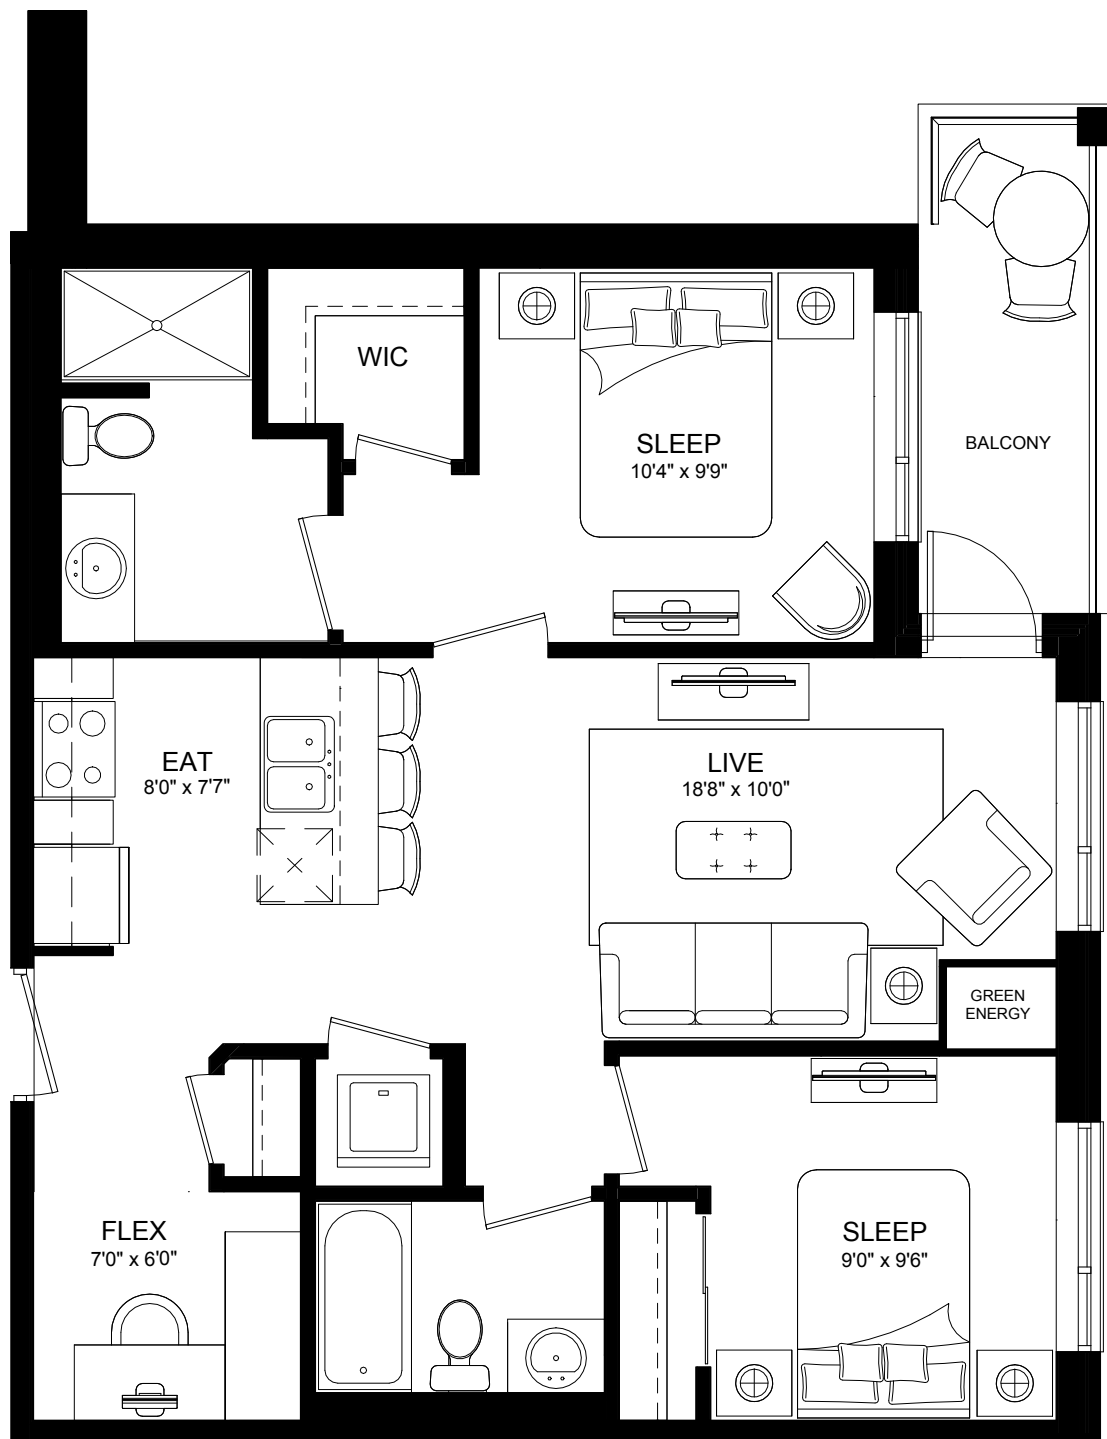 WIC
SLEEP
10'4" x 9'9"
BALCONY
EAT
8'0" x 7'7"
LIVE
18'8" x 10'0"
GREEN
ENERGY
FLEX
7'0" x 6'0"
SLEEP
9'0" x 9'6"